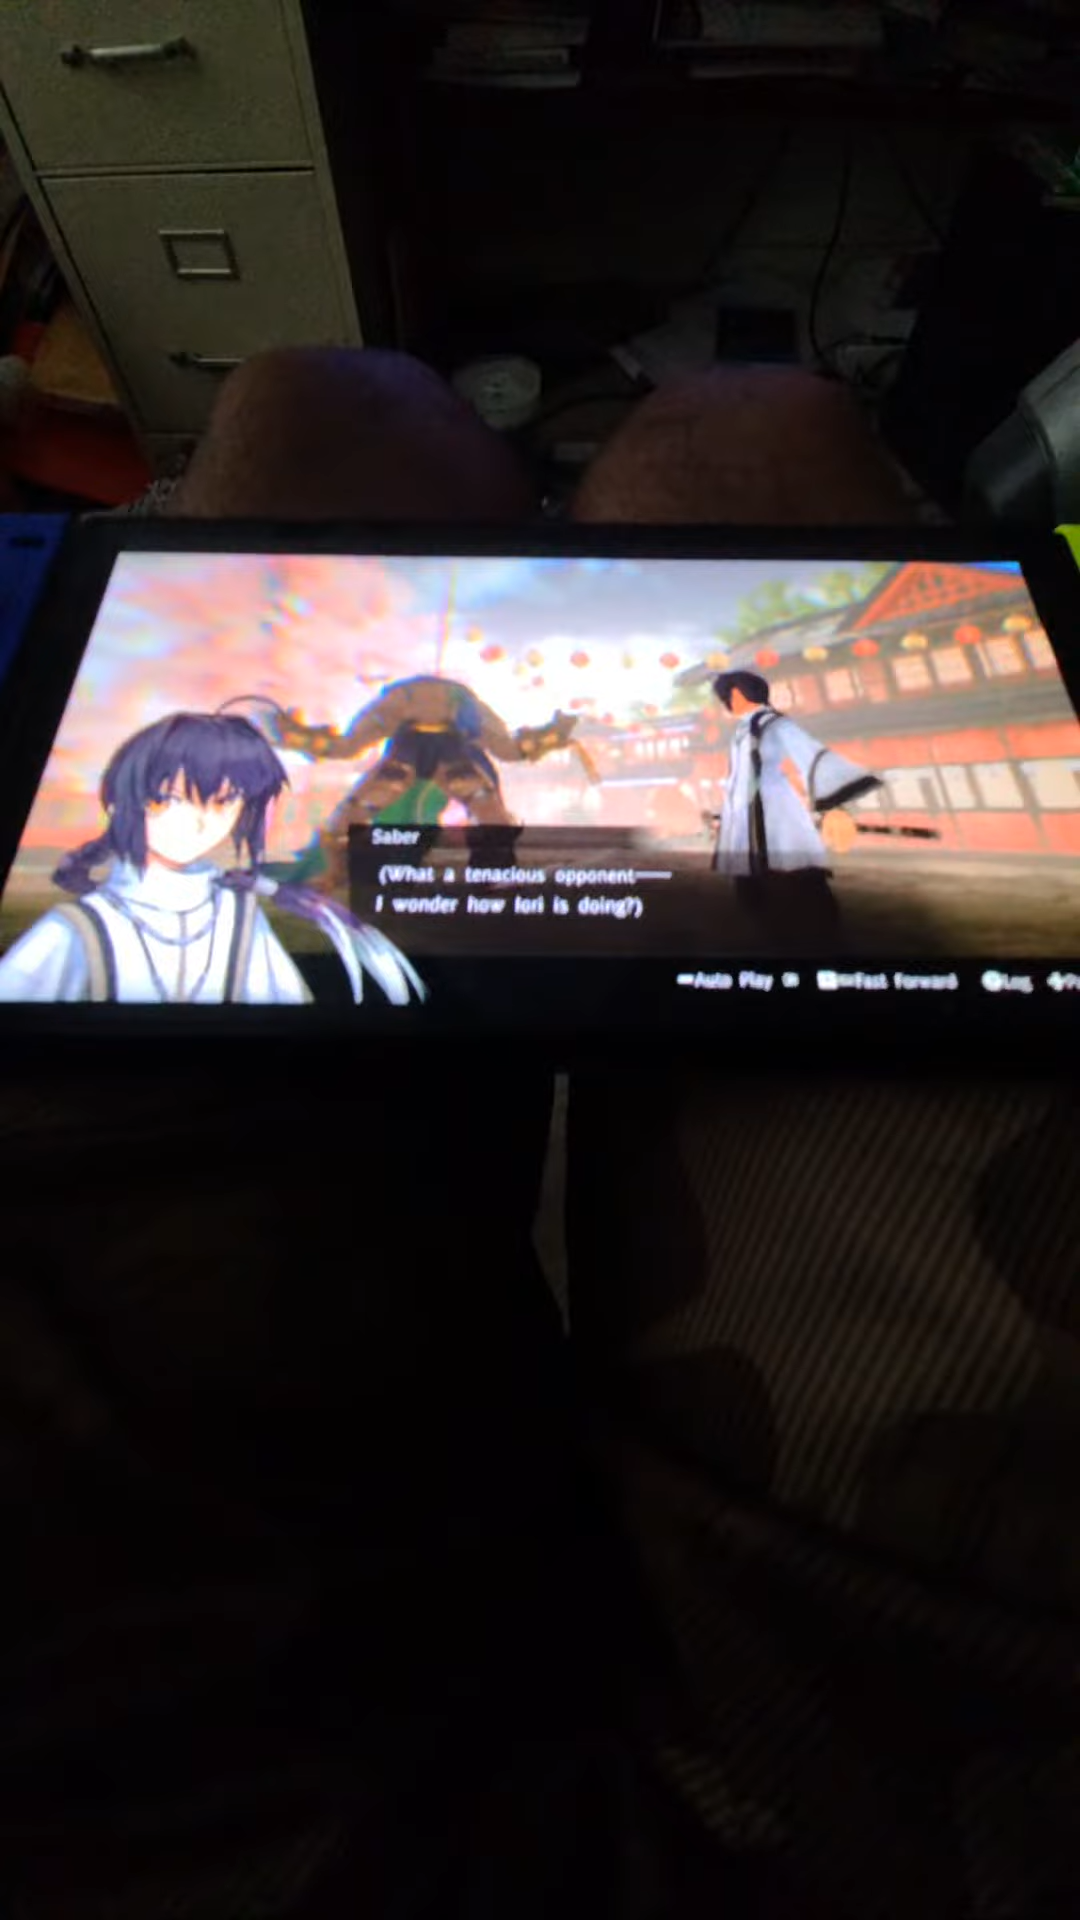 Saber
(What a tenacious opponent──
I wonder how Iori is doing?)
Auto Play Fast Forward Log